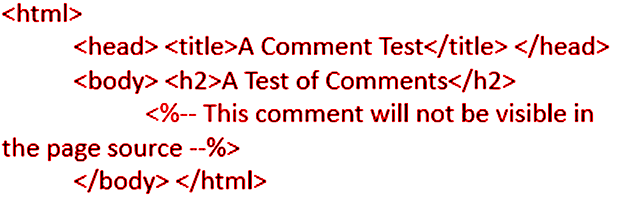 <html>
<head> <title>A Comment Test</title> </head>
<body> <h2>A Test of Comments</h2>
<%-- This comment will not be visible in
the page source --%>
</body> </html>